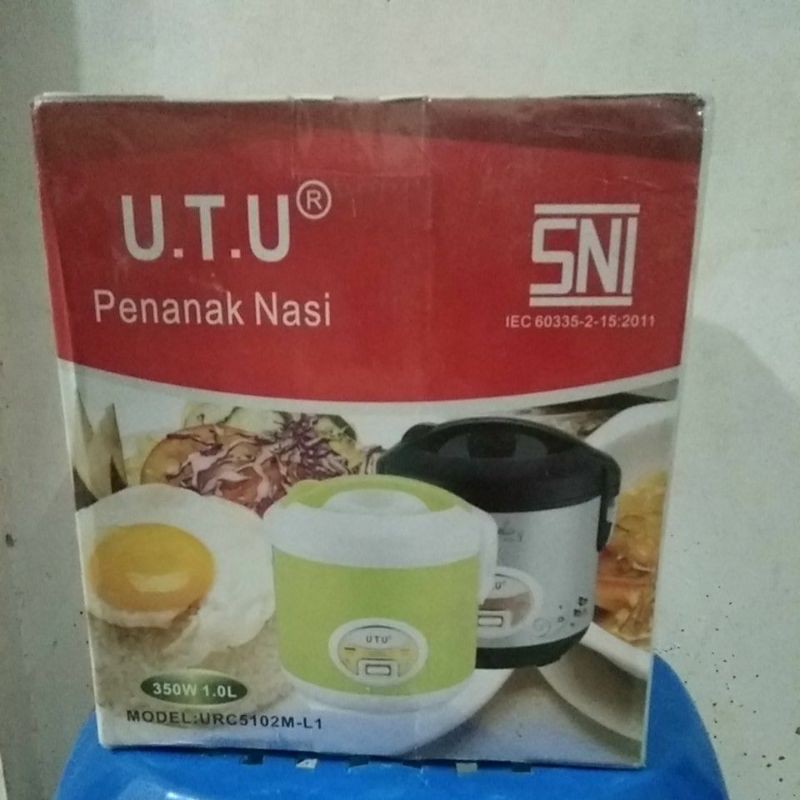 U.T.U®
Penanak Nasi
SNI
IEC 60335-2-15:2011
UTU
350W 1.0L
MODEL:URC5102M-L1